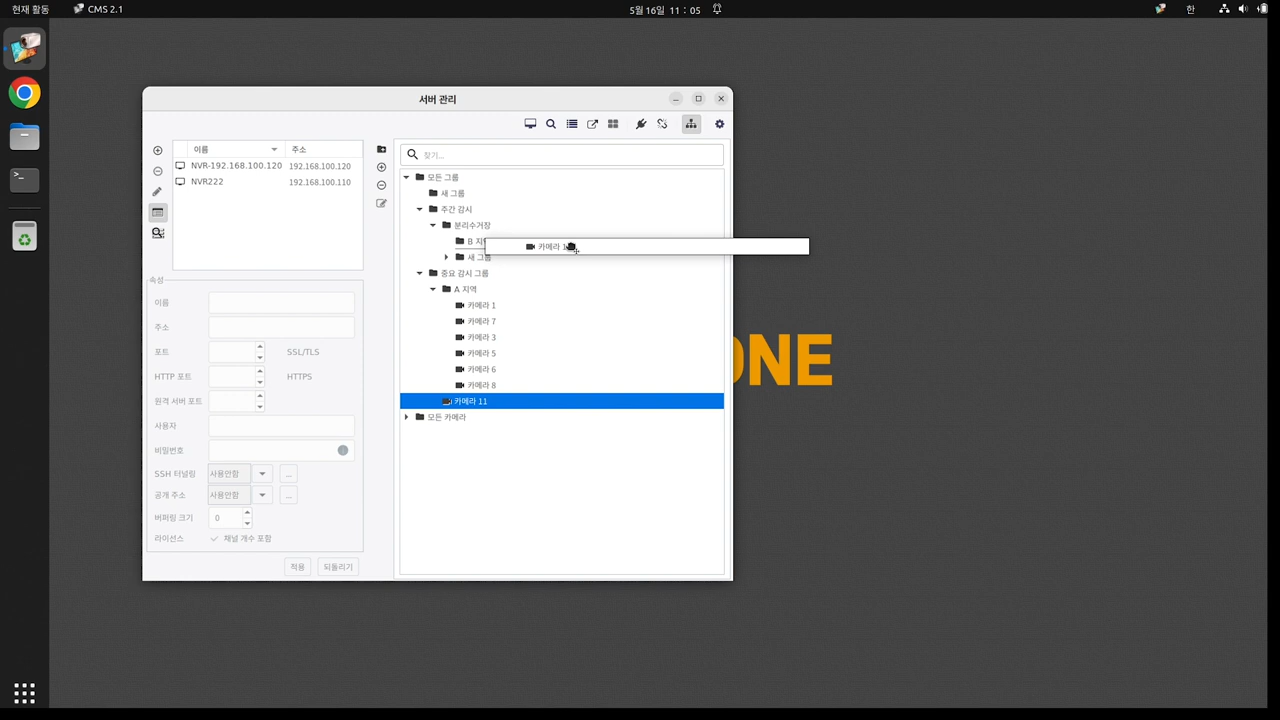 현재 활동
CMS 2.1
5월 16일 11 : 05
한
서버 관리
이름
주소
NVR-192.168.100.120
192.168.100.120
NVR222
192.168.100.110
속성
이름
주소
포트
SSL/TLS
HTTP 포트
HTTPS
원격 서버 포트
사용자
비밀번호
SSH 터널링
사용안함
...
공개 주소
사용안함
...
버퍼링 크기
0
라이선스
채널 개수 포함
적용
되돌리기
찾기...
모든 그룹
새 그룹
주간 감시
분리수거장
B 지
카메라
새 그룹
중요 감시 그룹
A 지역
카메라 1
카메라 7
카메라 3
카메라 5
카메라 6
카메라 8
카메라 11
모든 카메라
>_
ONE